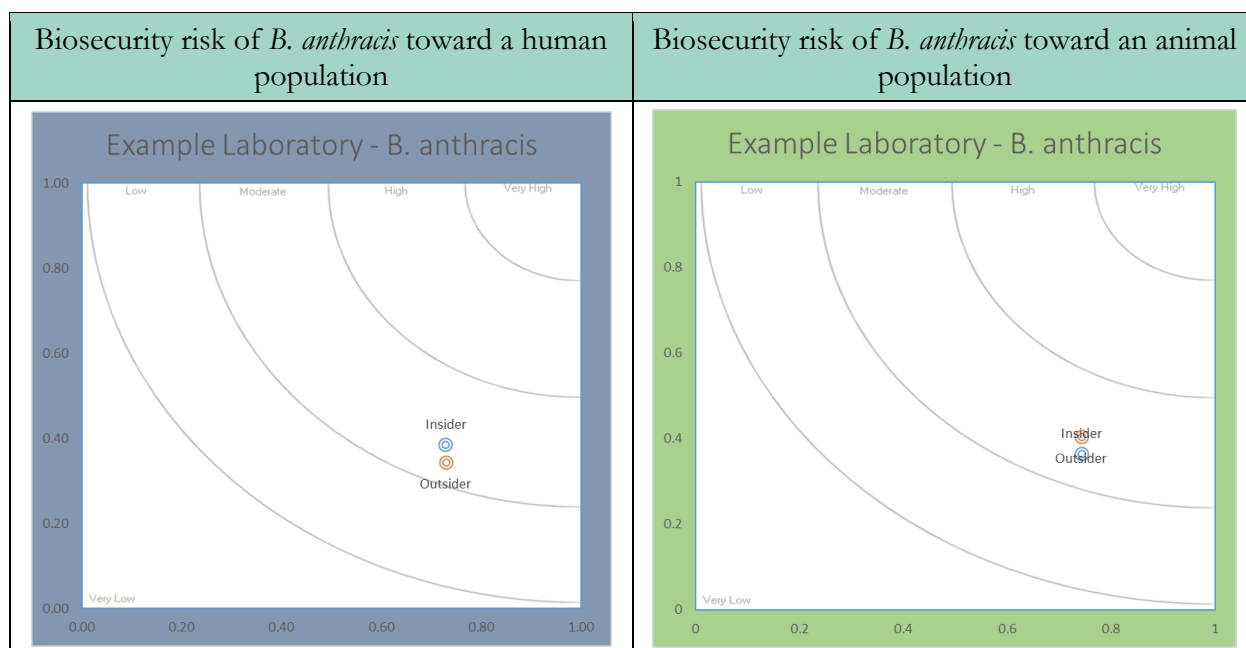 Biosecurity risk of B. anthracis toward a human
population
Biosecurity risk of B. anthracis toward an animal
population
Example Laboratory - B. anthracis
1.00
Low
Moderate
High
Very High
0.80
0.60
0.40
Insider
Outsider
0.20
0.00
Very Low
0.00
0.20
0.40
0.60
0.80
1.00
Example Laboratory - B. anthracis
1
Low
Moderate
High
Very High
0.8
0.6
0.4
Insider
Outsider
0.2
0
Very Low
0
0.2
0.4
0.6
0.8
1